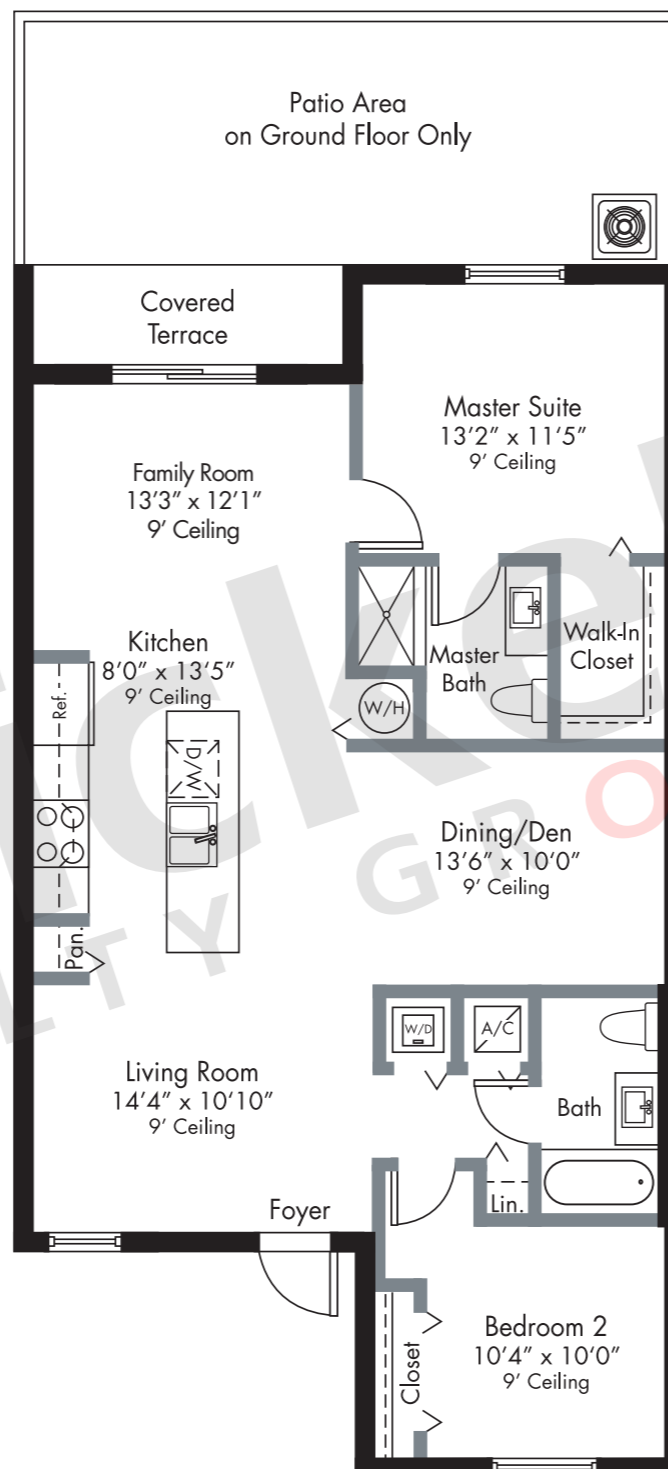 Patio Area
on Ground Floor Only
Covered
Terrace
Master Suite
13'2" x 11'5"
9' Ceiling
Family Room
13'3" x 12'1"
9' Ceiling
Kitchen
8'0" x 13'5"
9' Ceiling
Ref.
Master
Bath
Walk-In
Closet
W/H
D/W
Dining/Den
13'6" x 10'0"
9' Ceiling
Pan.
W/D
A/C
Living Room
14'4" x 10'10"
9' Ceiling
Bath
Lin.
Foyer
Bedroom 2
10'4" x 10'0"
9' Ceiling
Closet
icke
LTY GRO